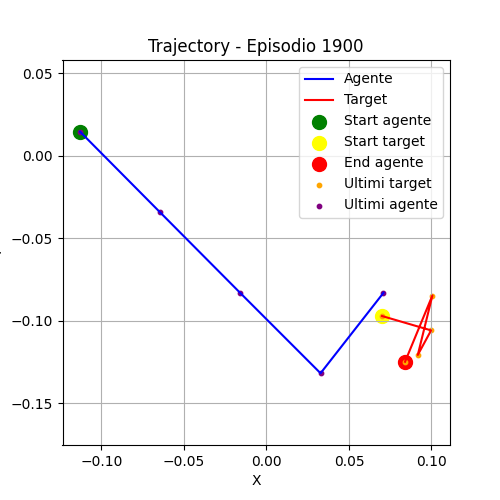 Trajectory - Episodio 1900
Agente
Target
Start agente
Start target
End agente
Ultimi target
Ultimi agente
0.05
0.00
−0.05
−0.10
−0.15
−0.10
−0.05
0.00
0.05
0.10
X